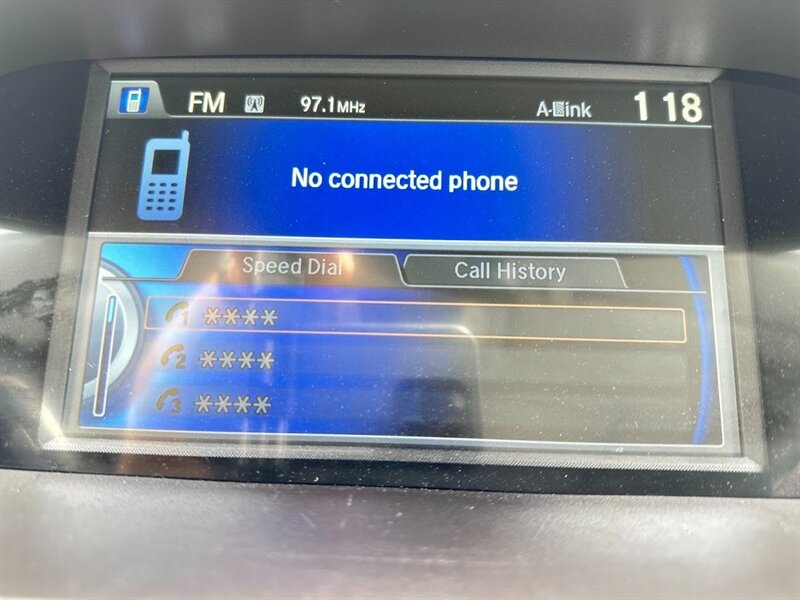 FM 97.1MHz A-Link 1 18
No connected phone
Speed Dial Call History
1 ****
2 ****
3 ****